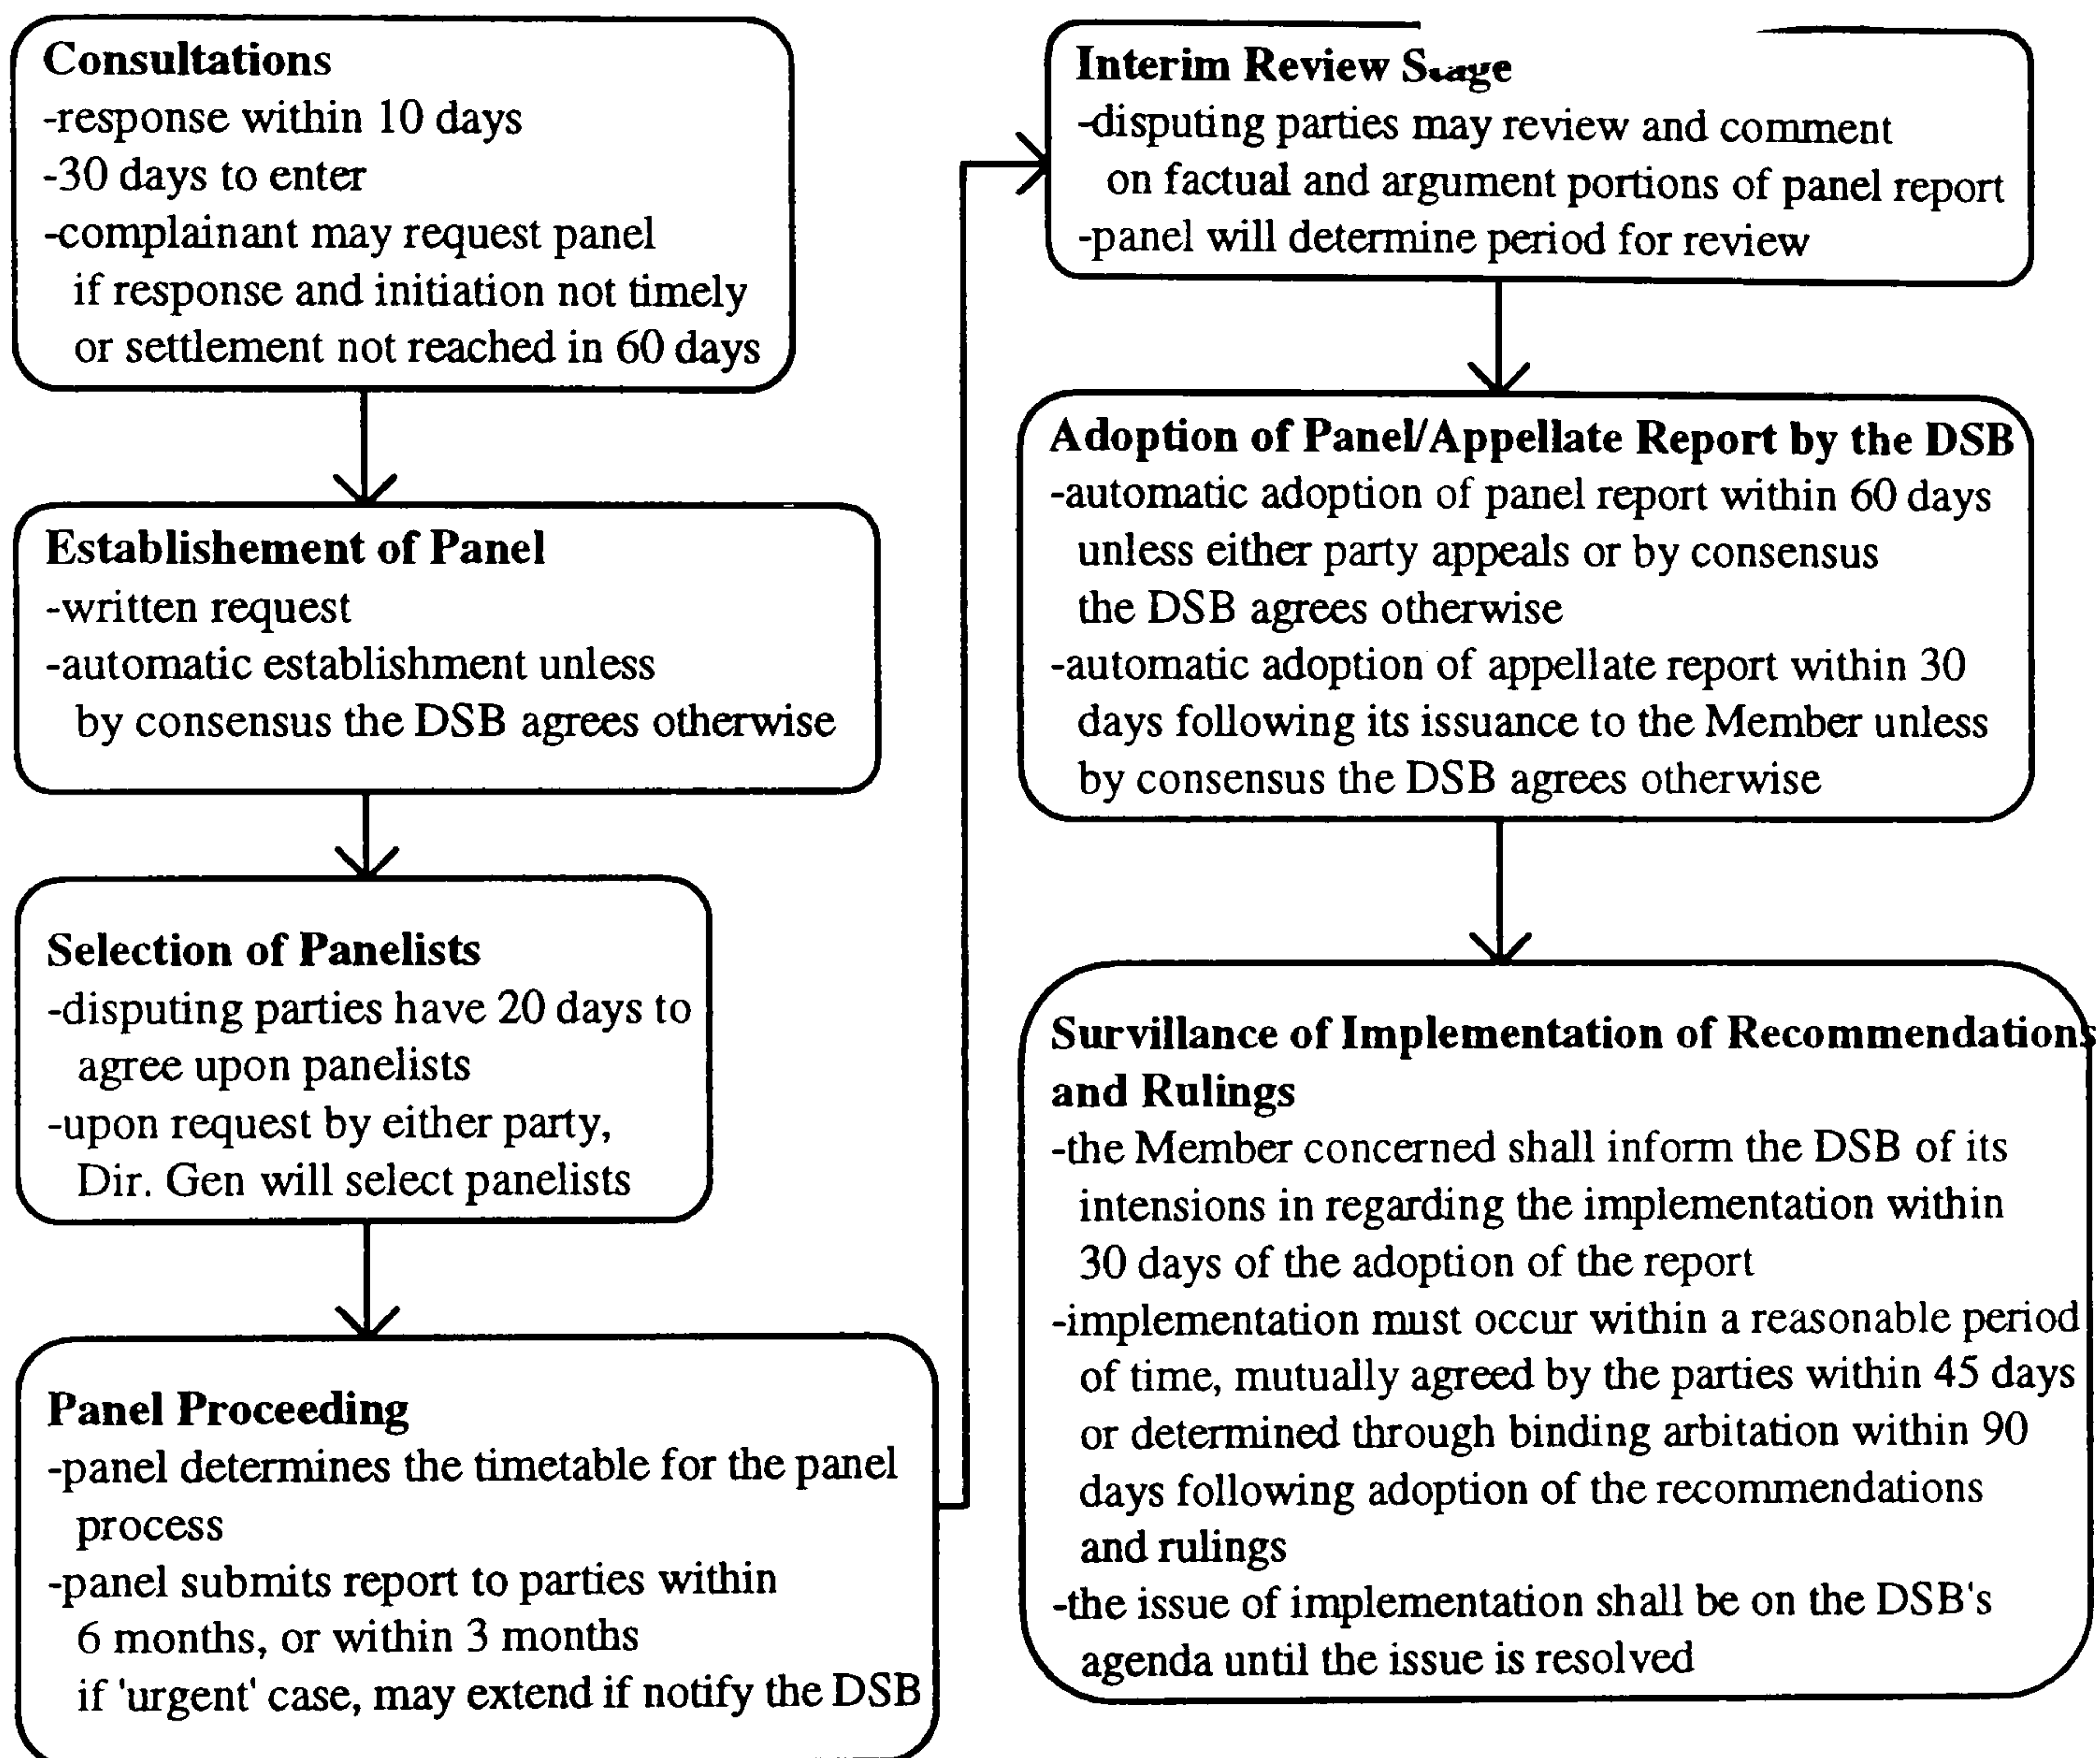 Consultations
-response within 10 days
-30 days to enter
-complainant may request panel
if response and initiation not timely
or settlement not reached in 60 days
Establishement of Panel
-written request
-automatic establishment unless
by consensus the DSB agrees otherwise
Selection of Panelists
-disputing parties have 20 days to
agree upon panelists
-upon request by either party,
Dir. Gen will select panelists
Panel Proceeding
-panel determines the timetable for the panel
process
-panel submits report to parties within
6 months, or within 3 months
if 'urgent' case, may extend if notify the DSB
Interim Review Stage
-disputing parties may review and comment
on factual and argument portions of panel report
-panel will determine period for review
Adoption of Panel/Appellate Report by the DSB
-automatic adoption of panel report within 60 days
unless either party appeals or by consensus
the DSB agrees otherwise
-automatic adoption of appellate report within 30
days following its issuance to the Member unless
by consensus the DSB agrees otherwise
Survillance of Implementation of Recommendations
and Rulings
-the Member concerned shall inform the DSB of its
intensions in regarding the implementation within
30 days of the adoption of the report
-implementation must occur within a reasonable period
of time, mutually agreed by the parties within 45 days
or determined through binding arbitation within 90
days following adoption of the recommendations
and rulings
-the issue of implementation shall be on the DSB's
agenda until the issue is resolved